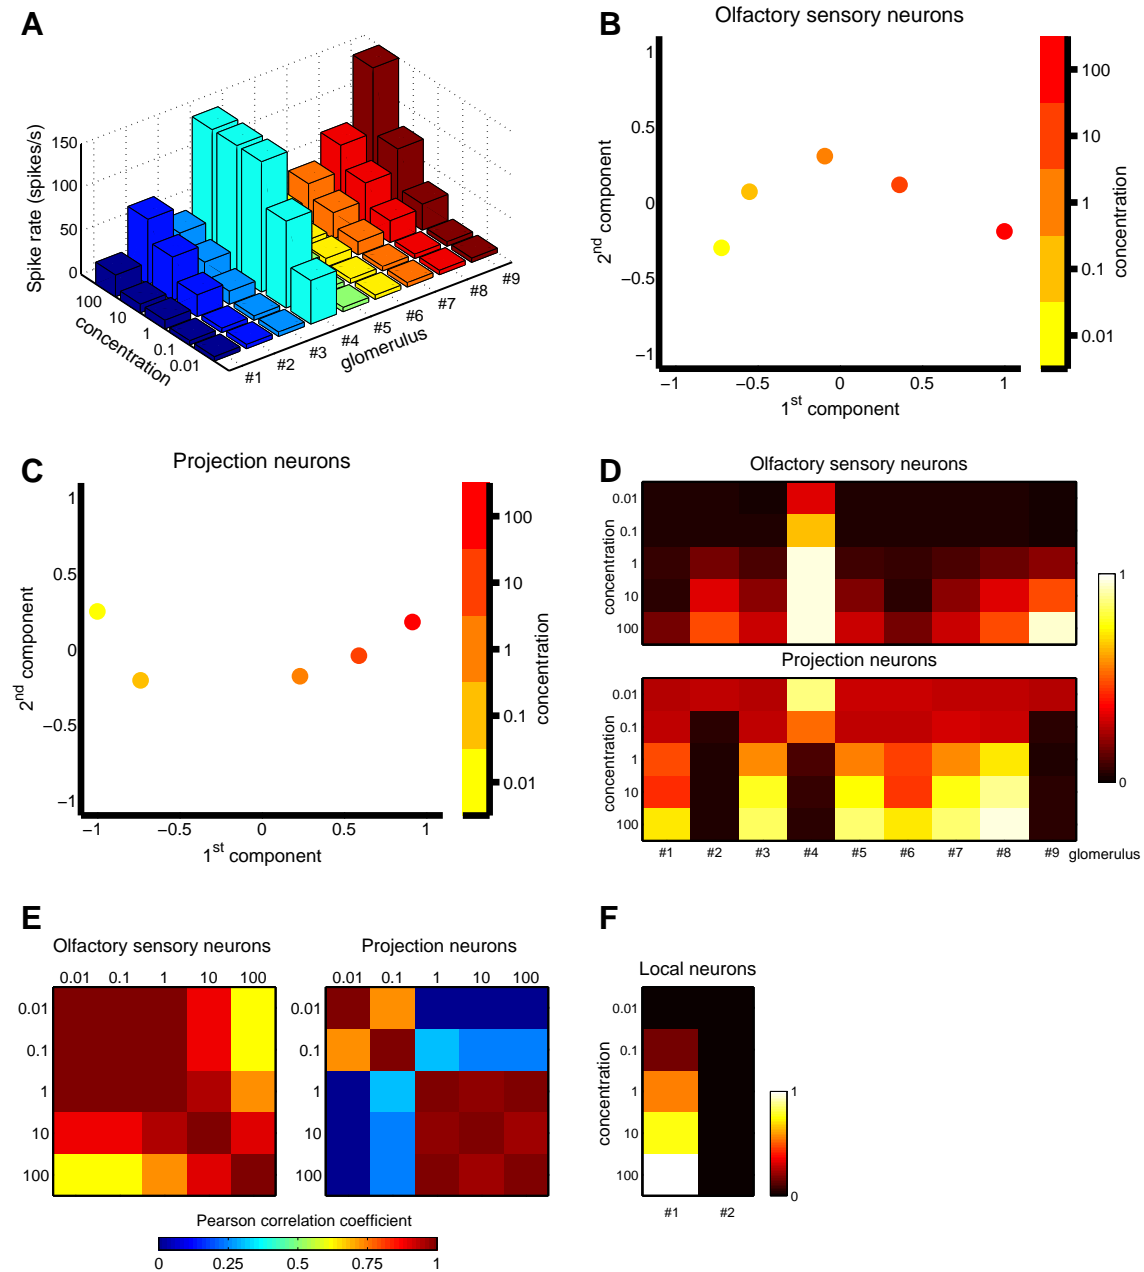 A
Spike rate (spikes/s)
150
100
50
0
100
10
1
0.1
0.01
concentration
#1
#2
#3
#4
#5
#6
#7
#8
#9
glomerulus
B
Olfactory sensory neurons
1
0.5
0
−0.5
−1
2nd component
−1 −0.5 0 0.5 1
1st component
100
10
1
0.1
0.01
concentration
C
Projection neurons
1
0.5
0
−0.5
−1
2nd component
−1 −0.5 0 0.5 1
1st component
100
10
1
0.1
0.01
concentration
D
Olfactory sensory neurons
0.01
0.1
1
10
100
concentration
Projection neurons
0.01
0.1
1
10
100
concentration
#1 #2 #3 #4 #5 #6 #7 #8 #9 glomerulus
1
0
E
Olfactory sensory neurons
0.01 0.1 1 10 100
0.01
0.1
1
10
100
Projection neurons
0.01 0.1 1 10 100
0.01
0.1
1
10
100
Pearson correlation coefficient
0 0.25 0.5 0.75 1
F
Local neurons
0.01
0.1
1
10
100
concentration
#1 #2
1
0